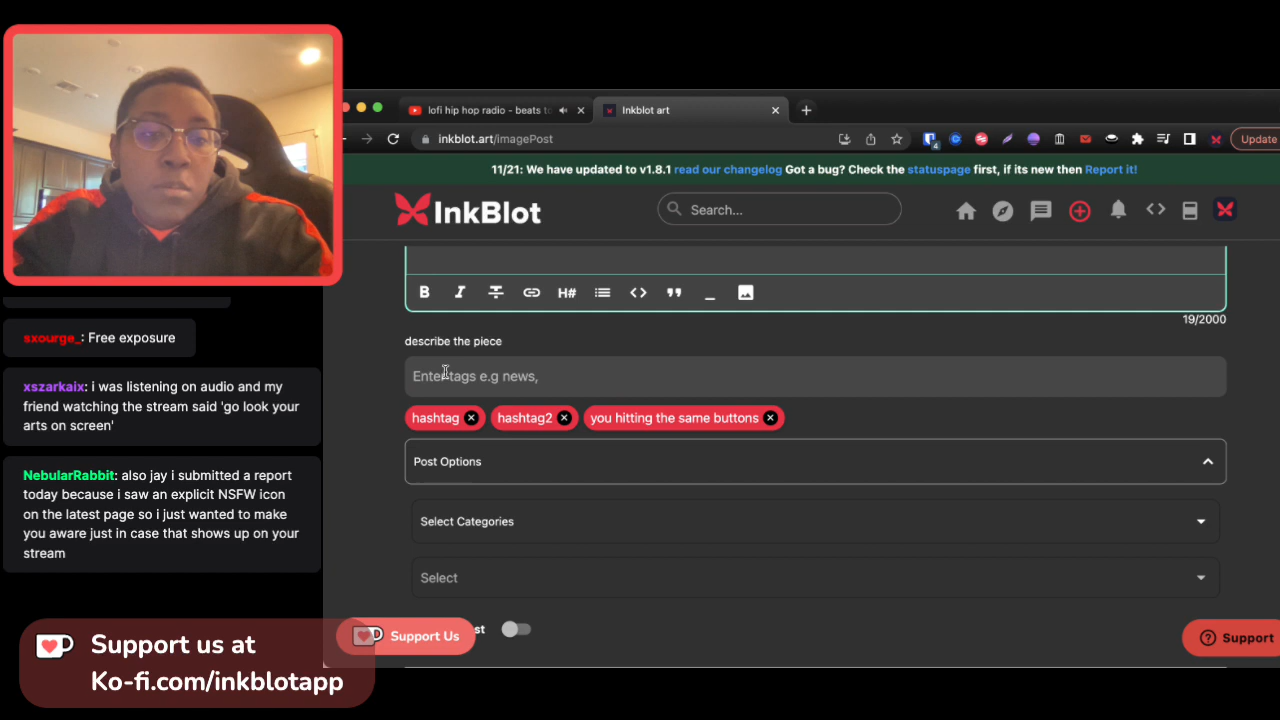 lofi hip hop radio - beats to
Inkblot art
inkblot.art/imagePost
4
Update
11/21: We have updated to v1.8.1 read our changelog Got a bug? Check the statuspage first, if its new then Report it!
InkBlot
Search...
B I H#
19/2000
describe the piece
Enter tags e.g news,
hashtag
hashtag2
you hitting the same buttons
Post Options
Select Categories
Select
st
Support Us
Support
sxourge_: Free exposure
xszarkaix: i was listening on audio and my
friend watching the stream said 'go look your
arts on screen'
NebularRabbit: also jay i submitted a report
today because i saw an explicit NSFW icon
on the latest page so i just wanted to make
you aware just in case that shows up on your
stream
Support us at
Ko-fi.com/inkblotapp